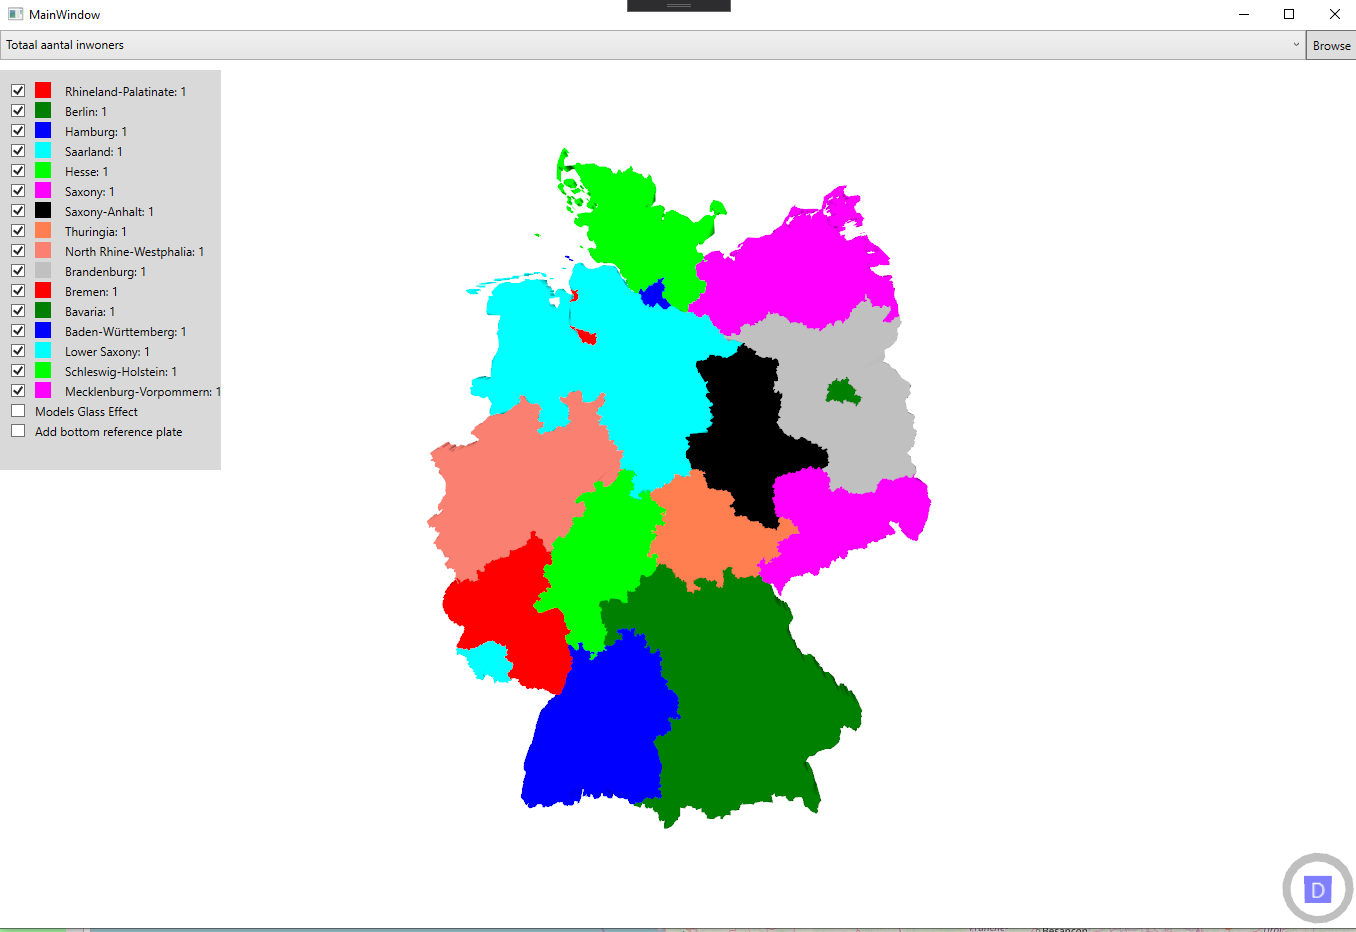 MainWindow
Totaal aantal inwoners
Browse
Rhineland-Palatinate: 1
Berlin: 1
Hamburg: 1
Saarland: 1
Hesse: 1
Saxony: 1
Saxony-Anhalt: 1
Thuringia: 1
North Rhine-Westphalia: 1
Brandenburg: 1
Bremen: 1
Bavaria: 1
Baden-Württemberg: 1
Lower Saxony: 1
Schleswig-Holstein: 1
Mecklenburg-Vorpommern: 1
Models Glass Effect
Add bottom reference plate
D
Besançon